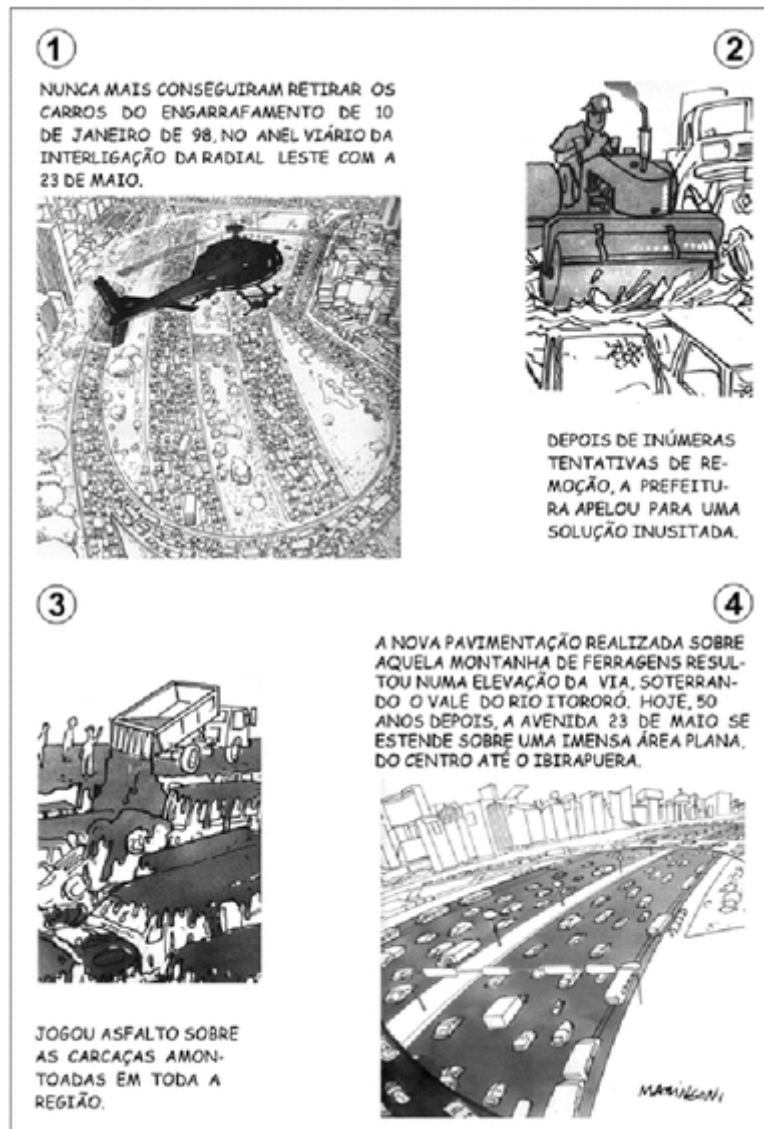 1
NUNCA MAIS CONSEGUIRAM RETIRAR OS
CARROS DO ENGARRAFAMENTO DE 10
DE JANEIRO DE 98, NO ANEL VIÁRIO DA
INTERLIGAÇÃO DA RADIAL LESTE COM A
23 DE MAIO.
2
DEPOIS DE INÚMERAS
TENTATIVAS DE RE-
MOÇÃO, A PREFEITU-
RA APELOU PARA UMA
SOLUÇÃO INUSITADA.
3
JOGOU ASFALTO SOBRE
AS CARCAÇAS AMON-
TOADAS EM TODA A
REGIÃO.
4
A NOVA PAVIMENTAÇÃO REALIZADA SOBRE
AQUELA MONTANHA DE FERRAGENS RESUL-
TOU NUMA ELEVAÇÃO DA VIA, SOTERRAN-
DO O VALE DO RIO ITORORÓ. HOJE, 50
ANOS DEPOIS, A AVENIDA 23 DE MAIO SE
ESTENDE SOBRE UMA IMENSA ÁREA PLANA,
DO CENTRO ATÉ O IBIRAPUERA.
MARINGONI